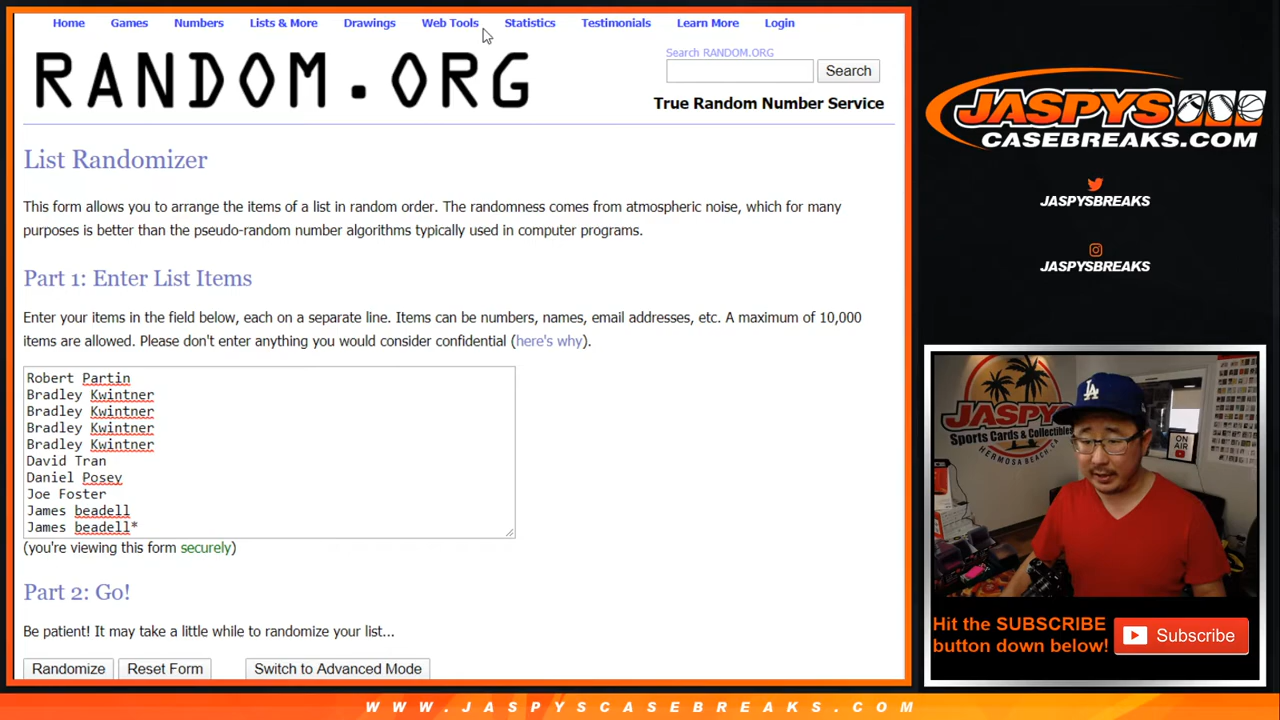 Home Games Numbers Lists & More Drawings Web Tools Statistics Testimonials Learn More Login
RANDOM.ORG
Search RANDOM.ORG
Search
True Random Number Service
List Randomizer
This form allows you to arrange the items of a list in random order. The randomness comes from atmospheric noise, which for many
purposes is better than the pseudo-random number algorithms typically used in computer programs.
Part 1: Enter List Items
Enter your items in the field below, each on a separate line. Items can be numbers, names, email addresses, etc. A maximum of 10,000
items are allowed. Please don't enter anything you would consider confidential (here's why).
Robert Partin
Bradley Kwintner
Bradley Kwintner
Bradley Kwintner
Bradley Kwintner
David Tran
Daniel Posey
Joe Foster
James beadell
James beadell*
(you're viewing this form securely)
Part 2: Go!
Be patient! It may take a little while to randomize your list...
Randomize Reset Form Switch to Advanced Mode
JASPYS
CASEBREAKS.COM
JASPYSBREAKS
JASPYSBREAKS
JASPYS
Sports Cards & Collectibles
HERMOSA BEACH, CA
ON AIR
LA
Hit the SUBSCRIBE
button down below!
Subscribe
WWW.JASPYSCASEBREAKS.COM